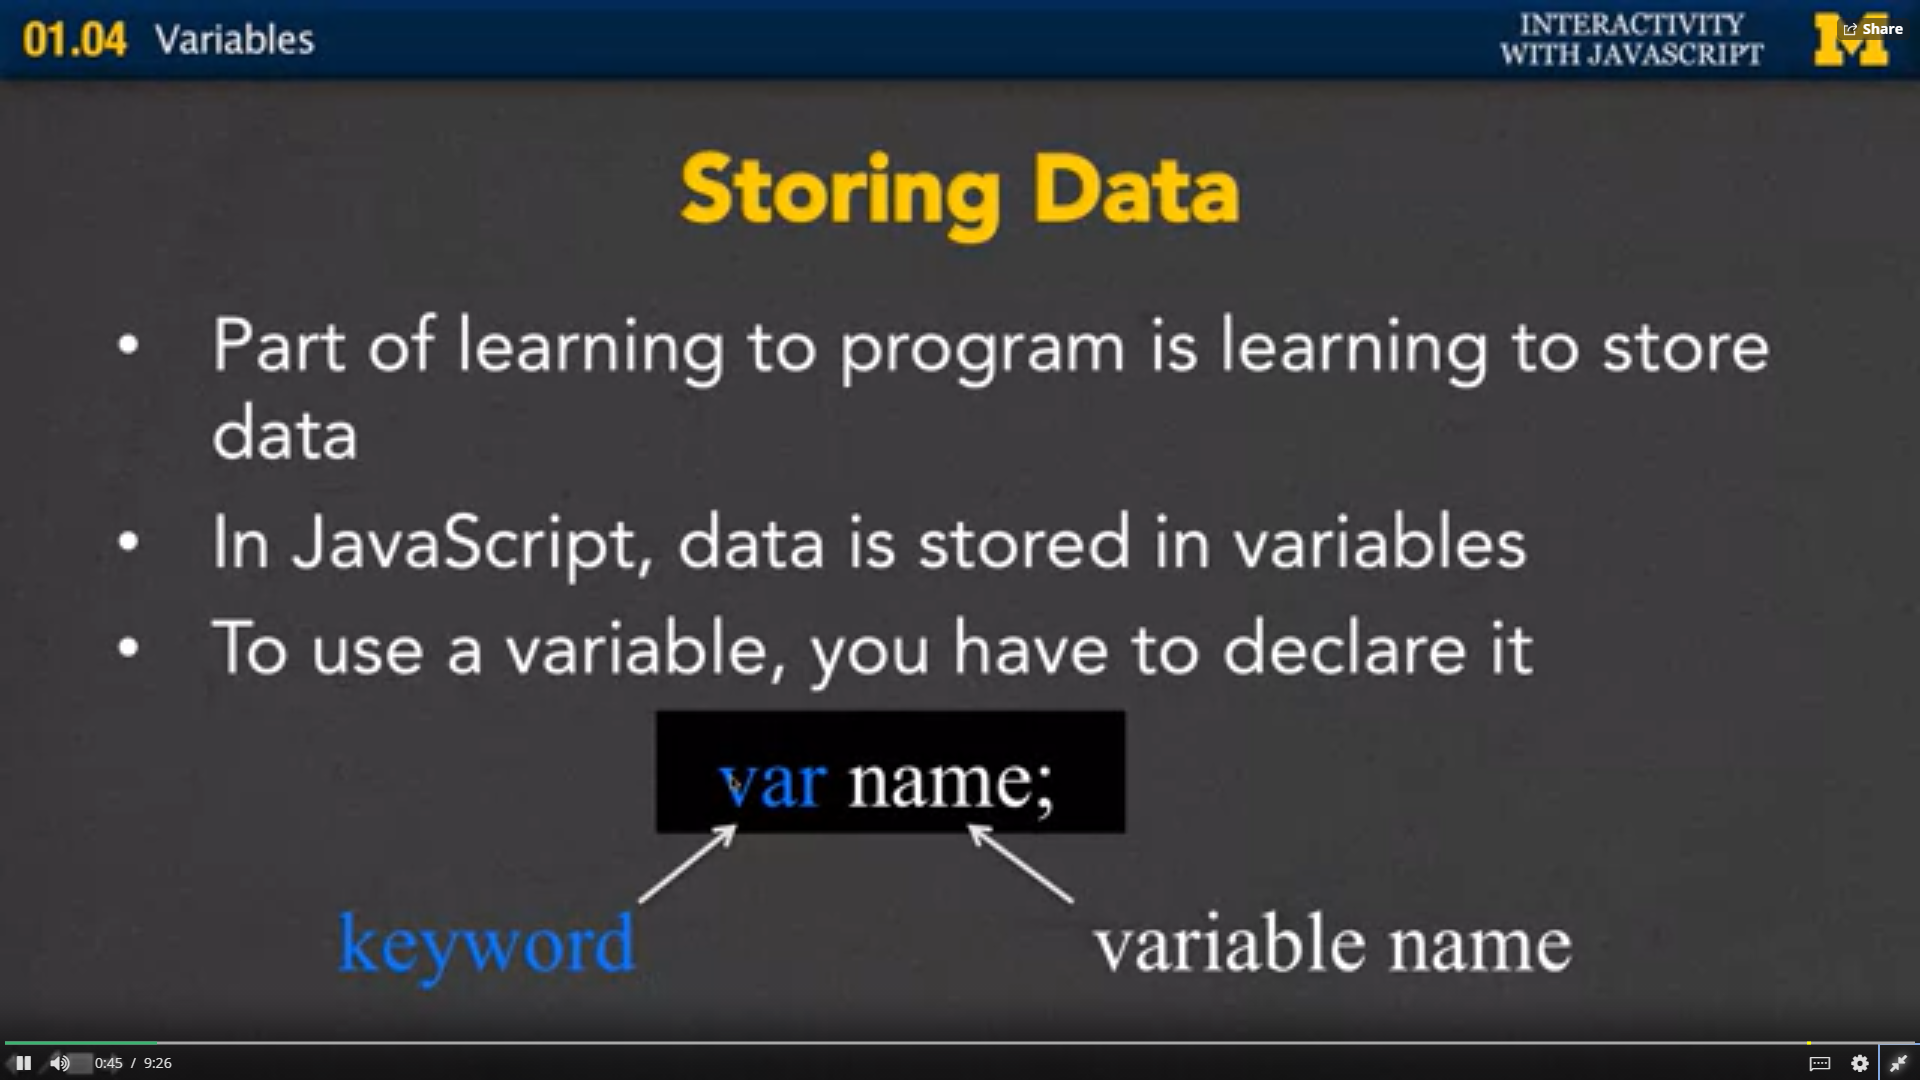 01.04 Variables
INTERACTIVITY
WITH JAVASCRIPT
M
Share
Storing Data
• Part of learning to program is learning to store
data
• In JavaScript, data is stored in variables
• To use a variable, you have to declare it
var name;
keyword
variable name
0:45 / 9:26